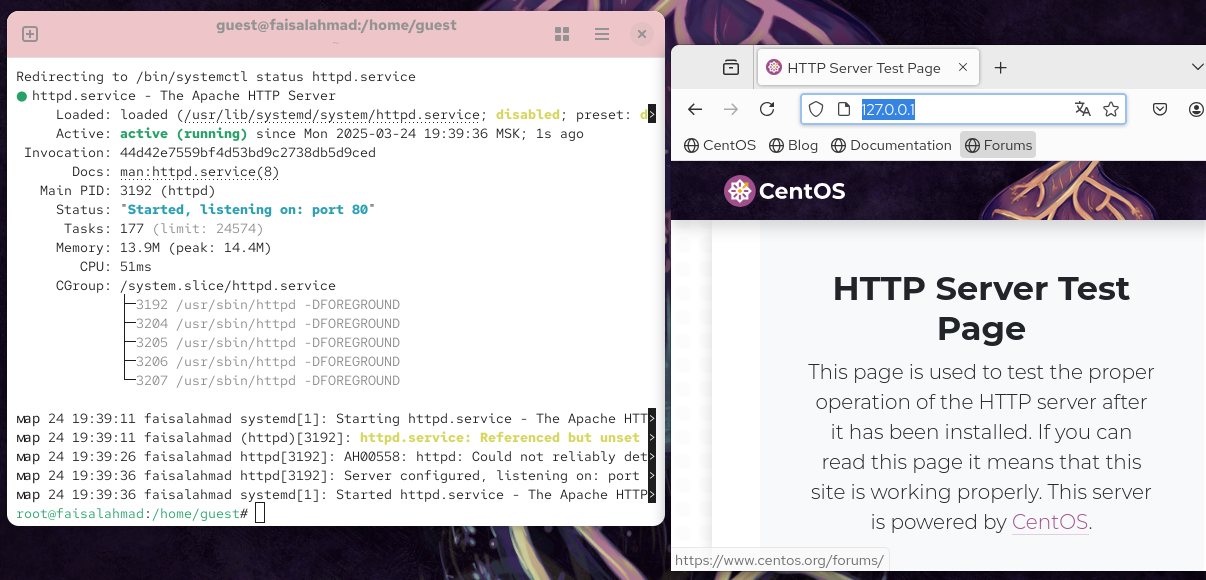 guest@faisalahmad:/home/guest
~
Redirecting to /bin/systemctl status httpd.service
● httpd.service - The Apache HTTP Server
Loaded: loaded (/usr/lib/systemd/system/httpd.service; disabled; preset: d>
Active: active (running) since Mon 2025-03-24 19:39:36 MSK; 1s ago
Invocation: 44d42e7559bf4d53bd9c2738db5d9ced
Docs: man:httpd.service(8)
Main PID: 3192 (httpd)
Status: "Started, listening on: port 80"
Tasks: 177 (limit: 24574)
Memory: 13.9M (peak: 14.4M)
CPU: 51ms
CGroup: /system.slice/httpd.service
├─3192 /usr/sbin/httpd -DFOREGROUND
├─3204 /usr/sbin/httpd -DFOREGROUND
├─3205 /usr/sbin/httpd -DFOREGROUND
├─3206 /usr/sbin/httpd -DFOREGROUND
└─3207 /usr/sbin/httpd -DFOREGROUND
мар 24 19:39:11 faisalahmad systemd[1]: Starting httpd.service - The Apache HTT>
мар 24 19:39:11 faisalahmad (httpd)[3192]: httpd.service: Referenced but unset >
мар 24 19:39:26 faisalahmad httpd[3192]: AH00558: httpd: Could not reliably det>
мар 24 19:39:36 faisalahmad httpd[3192]: Server configured, listening on: port >
мар 24 19:39:36 faisalahmad systemd[1]: Started httpd.service - The Apache HTTP>
root@faisalahmad:/home/guest#
HTTP Server Test Page
127.0.0.1
CentOS Blog Documentation Forums
CentOS
HTTP Server Test
Page
This page is used to test the proper
operation of the HTTP server after
it has been installed. If you can
read this page it means that this
site is working properly. This server
is powered by CentOS.
https://www.centos.org/forums/